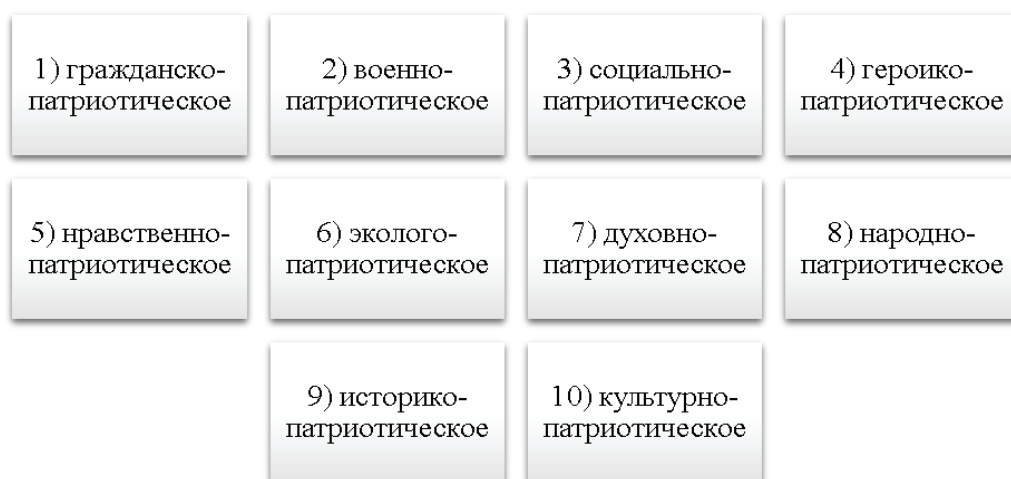 1) гражданско-
патриотическое
2) военно-
патриотическое
3) социально-
патриотическое
4) героико-
патриотическое
5) нравственно-
патриотическое
6) эколого-
патриотическое
7) духовно-
патриотическое
8) народно-
патриотическое
9) историко-
патриотическое
10) культурно-
патриотическое